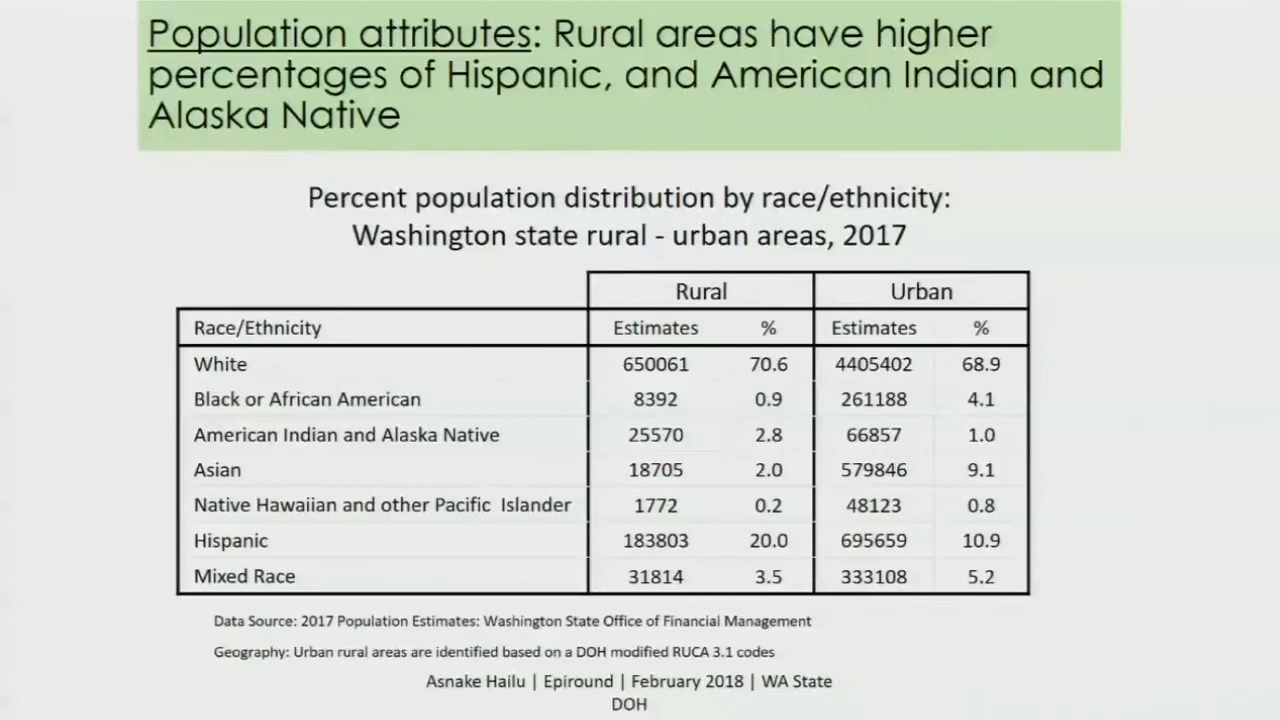 Population attributes: Rural areas have higher
percentages of Hispanic, and American Indian and
Alaska Native
Percent population distribution by race/ethnicity:
Washington state rural - urban areas, 2017
Rural Urban
Race/Ethnicity Estimates % Estimates %
White 650061 70.6 4405402 68.9
Black or African American 8392 0.9 261188 4.1
American Indian and Alaska Native 25570 2.8 66857 1.0
Asian 18705 2.0 579846 9.1
Native Hawaiian and other Pacific Islander 1772 0.2 48123 0.8
Hispanic 183803 20.0 695659 10.9
Mixed Race 31814 3.5 333108 5.2
Data Source: 2017 Population Estimates: Washington State Office of Financial Management
Geography: Urban rural areas are identified based on a DOH modified RUCA 3.1 codes
Asnake Hailu | Epiround | February 2018 | WA State
DOH